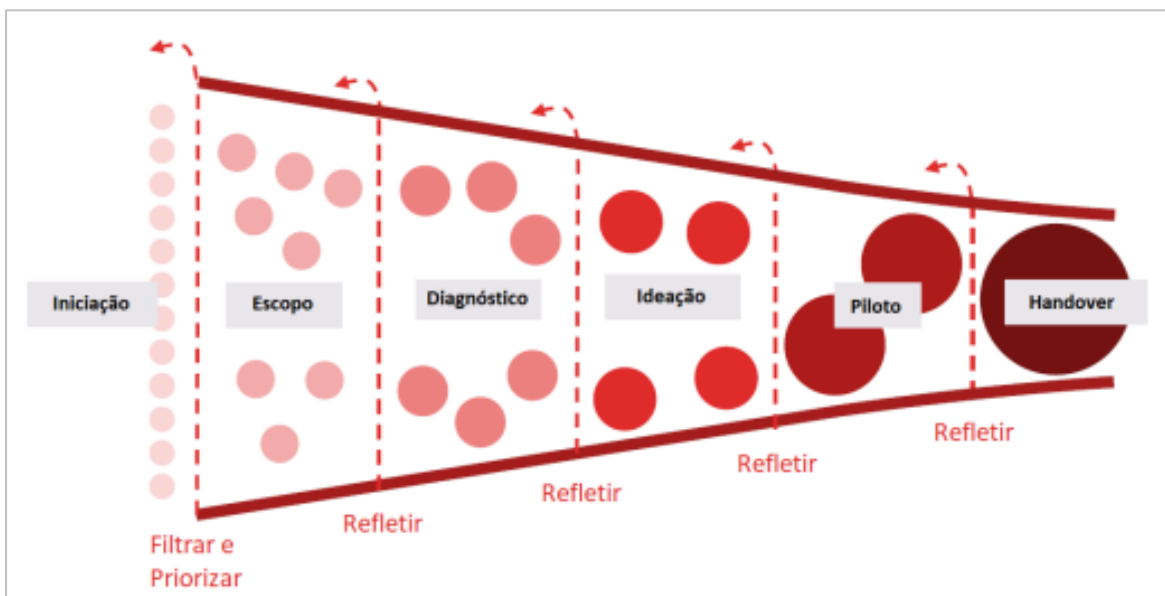 Iniciação
Escopo
Diagnóstico
Ideação
Piloto
Handover
Filtrar e
Priorizar
Refletir
Refletir
Refletir
Refletir